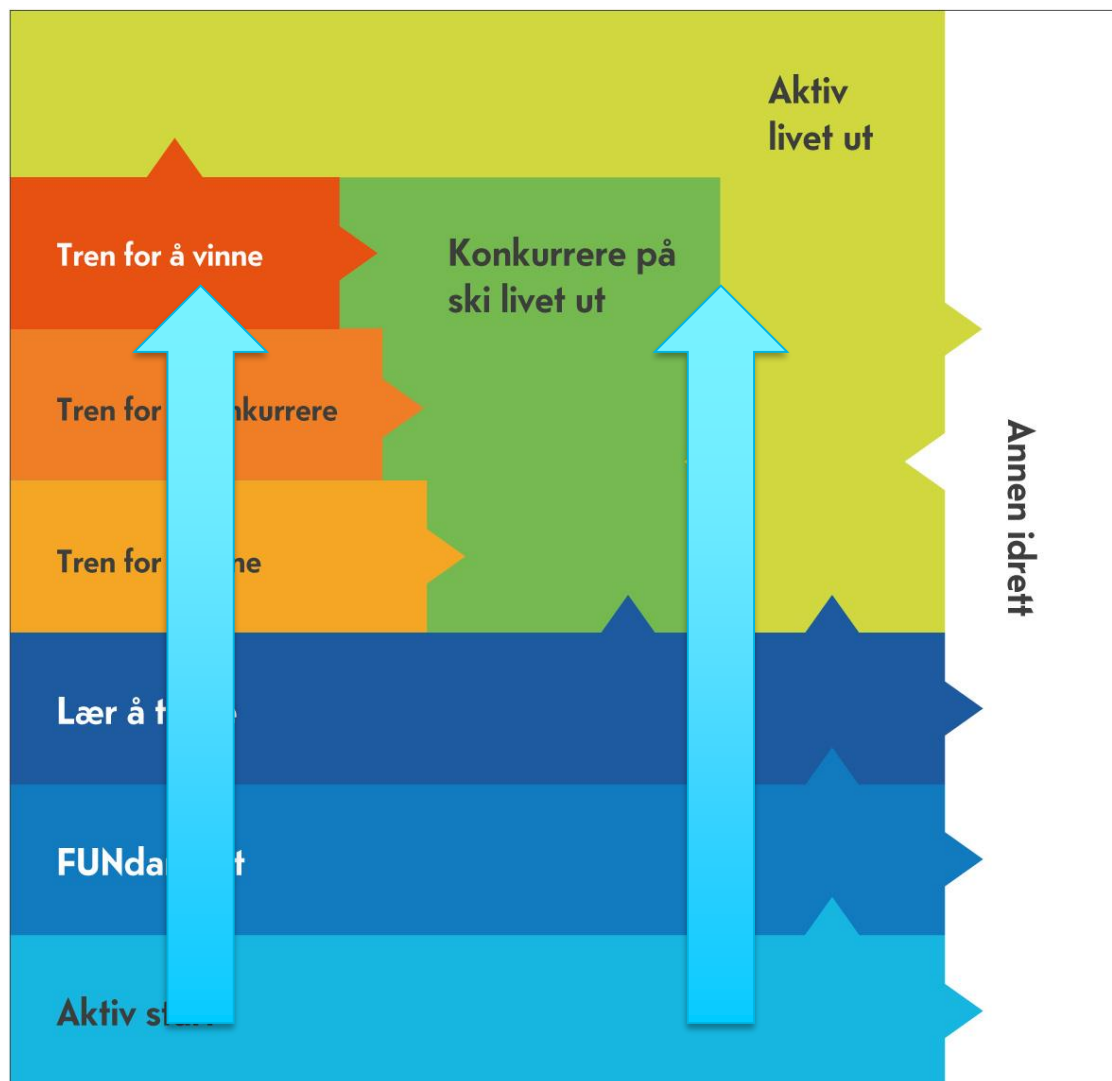 Aktiv
livet ut
Tren for å vinne
Konkurrere på
ski livet ut
Tren for nkurrere
Tren for ne
Annen idrett
Lær å t e
FUNda t
Aktiv start